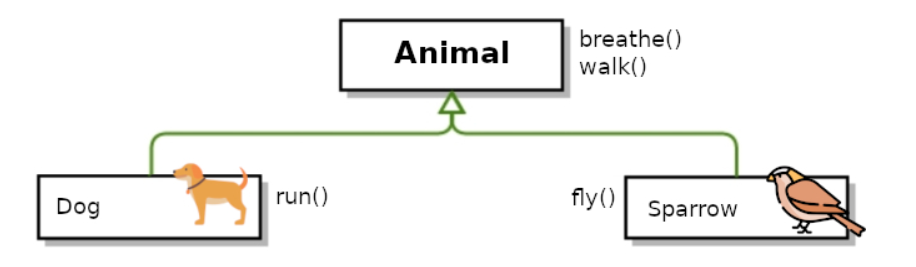 Animal
breathe()
walk()
Dog
run()
fly()
Sparrow